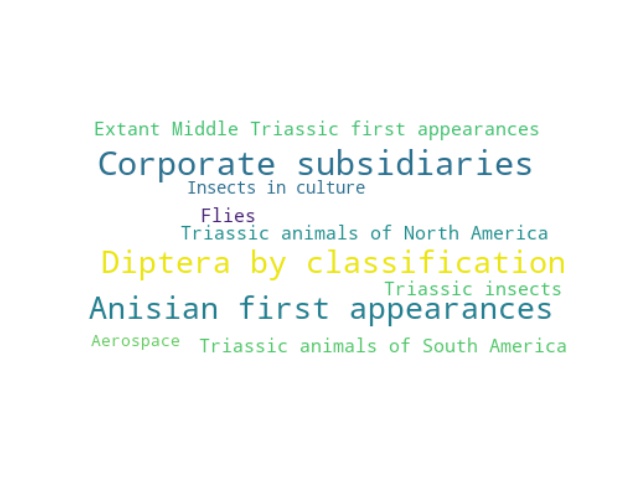 Extant Middle Triassic first appearances
Corporate subsidiaries
Insects in culture
Flies
Triassic animals of North America
Diptera by classification
Triassic insects
Anisian first appearances
Aerospace
Triassic animals of South America